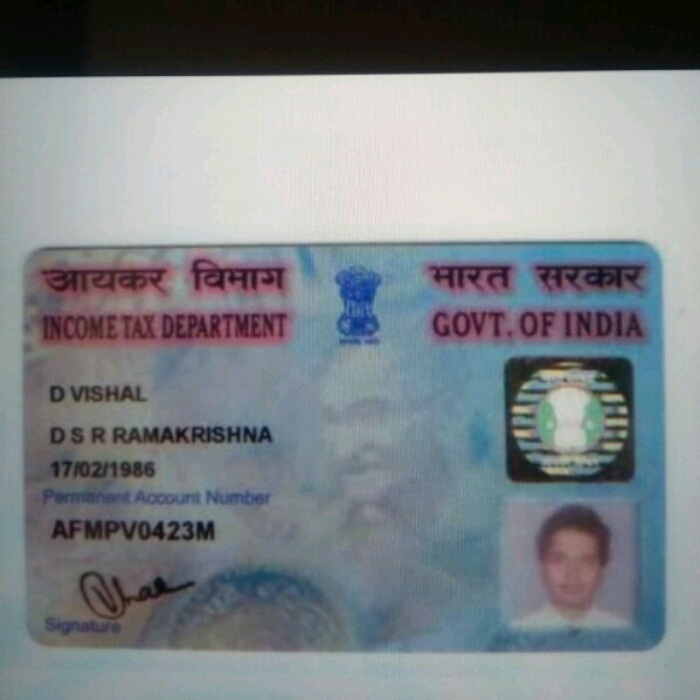 आयकर विभाग
भारत सरकार
INCOME TAX DEPARTMENT
GOVT. OF INDIA
D VISHAL
D S R RAMAKRISHNA
17/02/1986
Permanent Account Number
AFMPV0423M
Signature